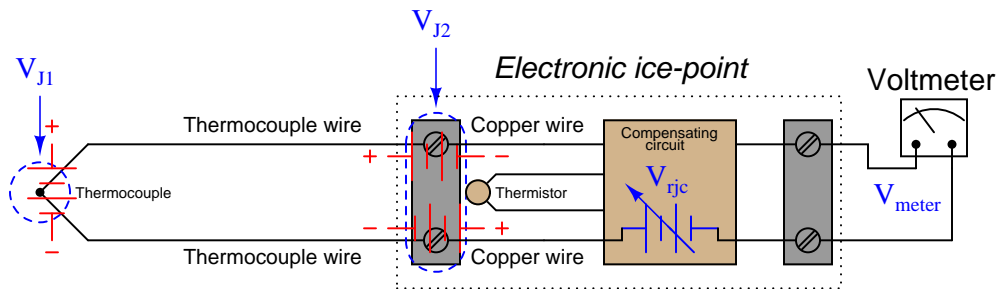 V_J2
V_J1
Electronic ice-point
Voltmeter
Thermocouple wire
Copper wire
Compensating
circuit
+
+
−
Thermocouple
Thermistor
V_rjc
V_meter
−
−
+
Thermocouple wire
Copper wire